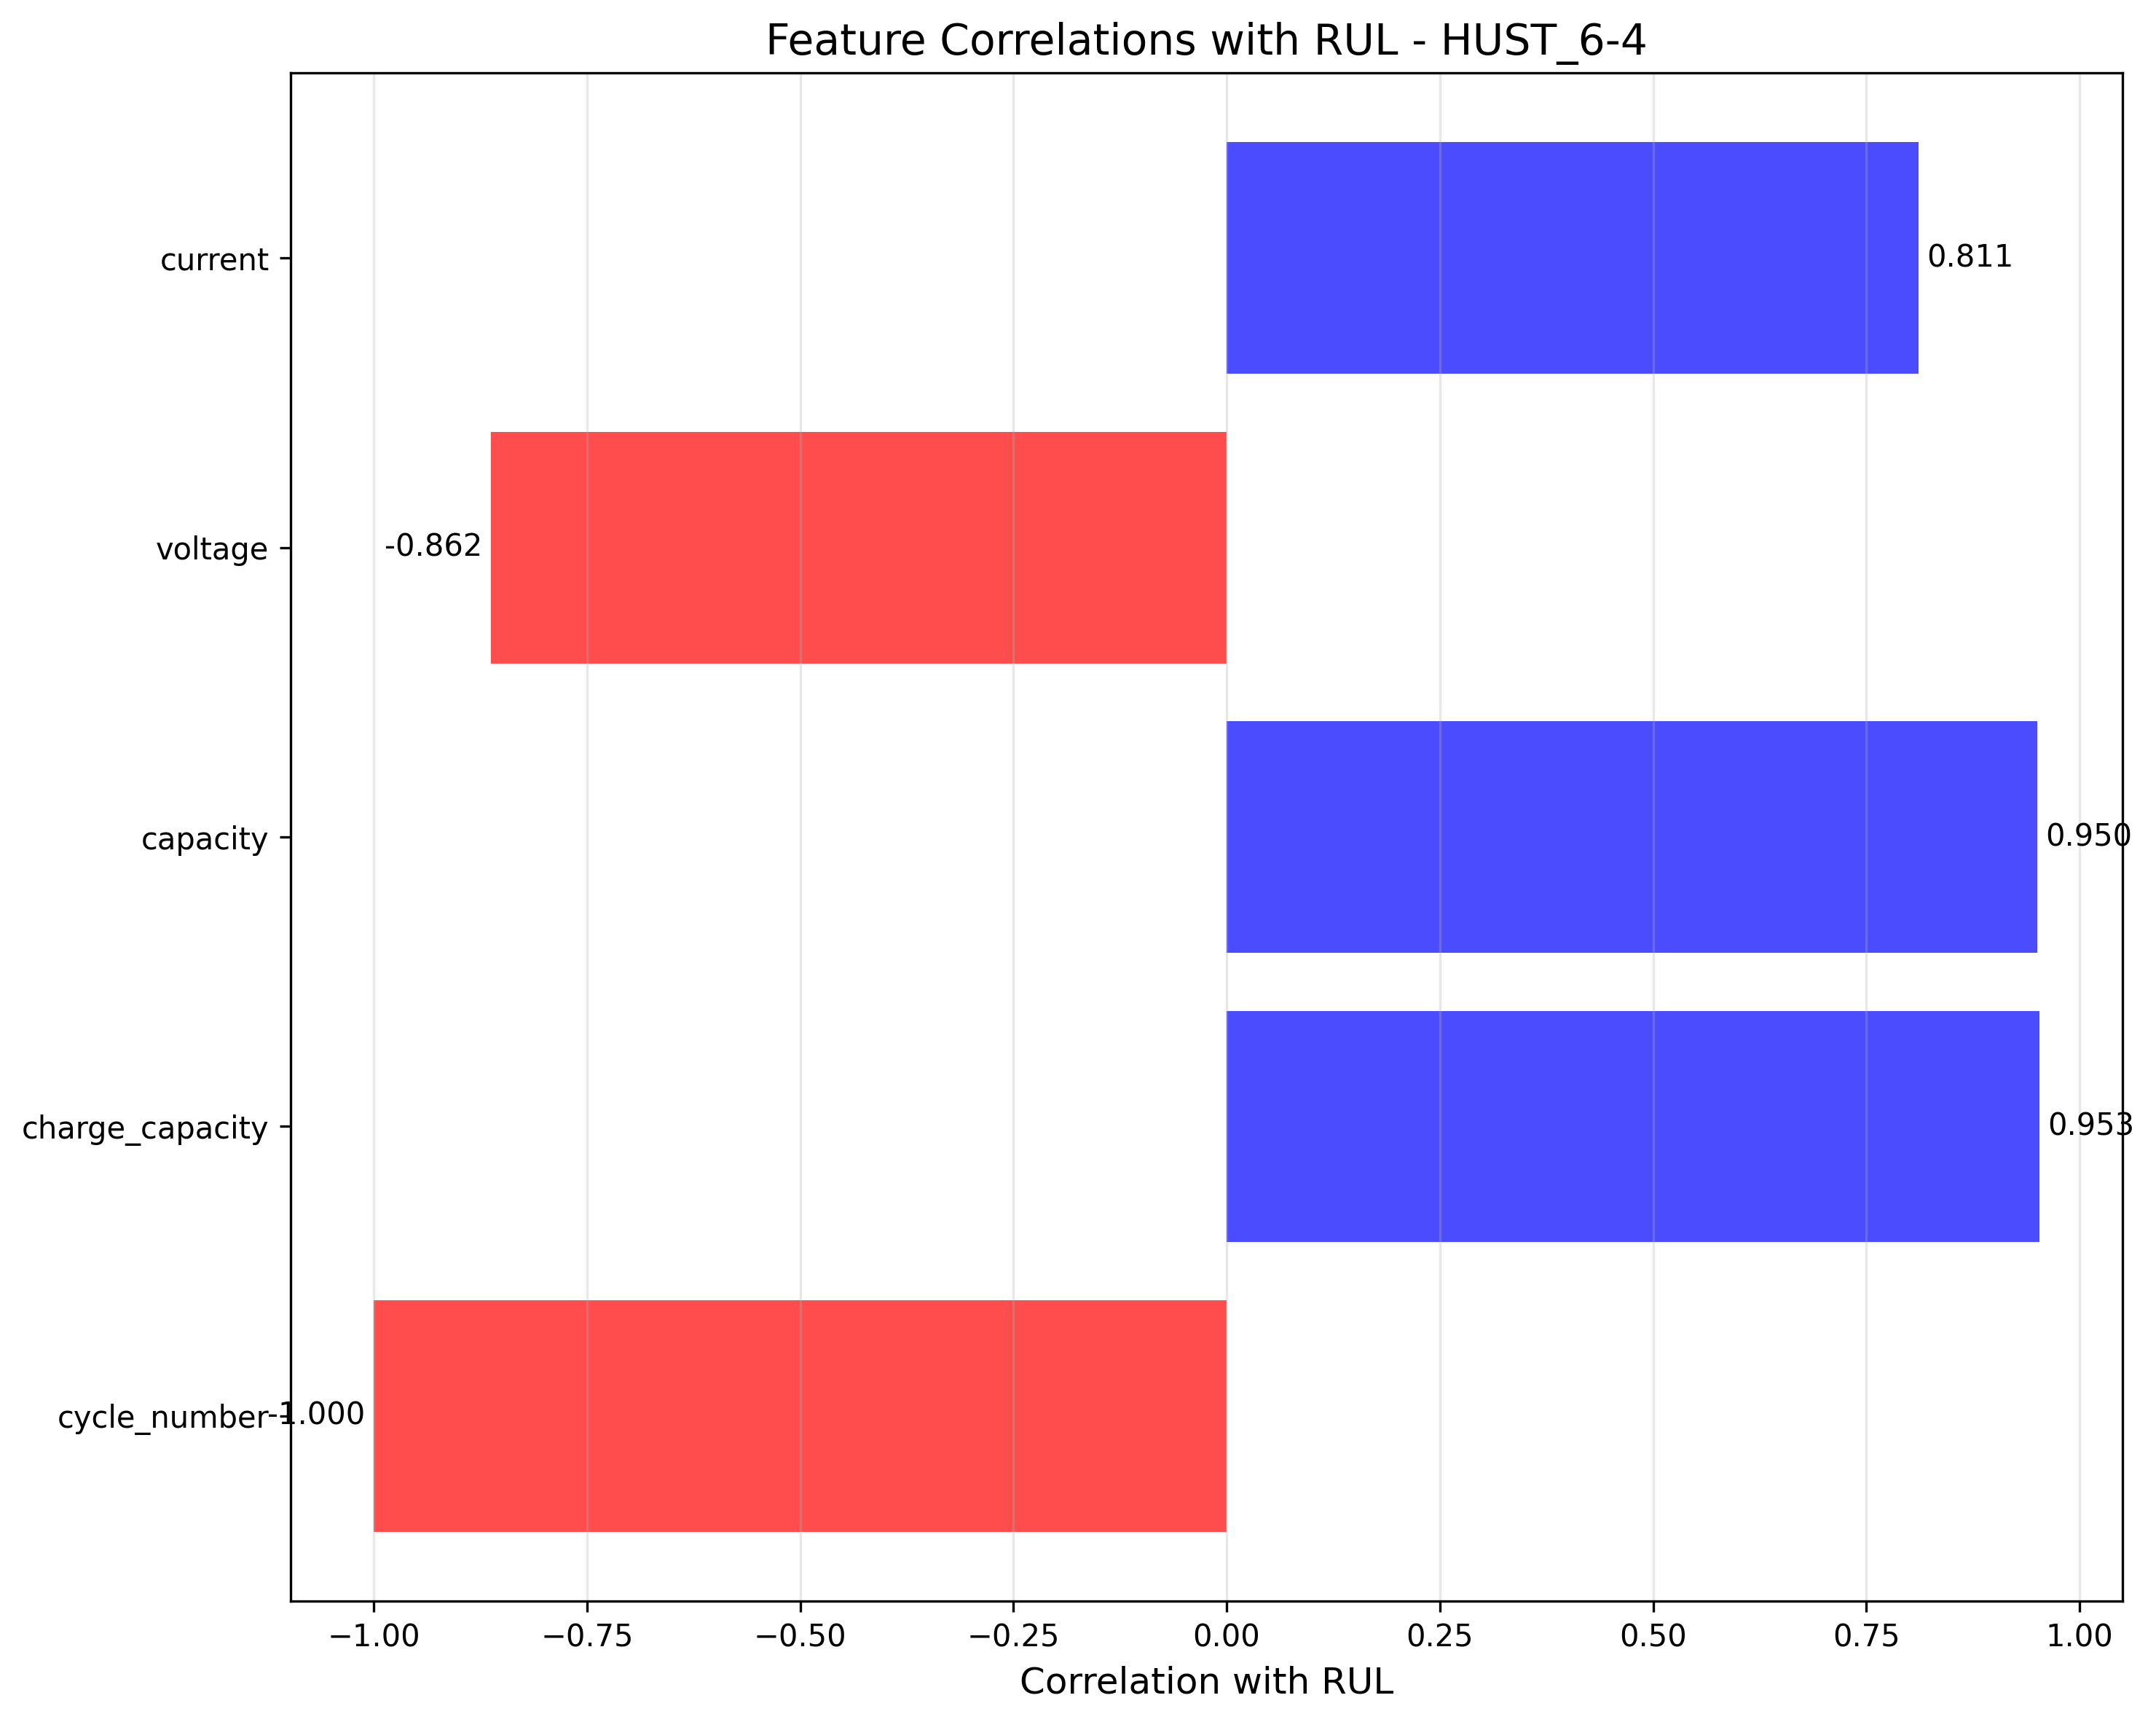 Feature Correlations with RUL - HUST_6-4
current
0.811
voltage
-0.862
capacity
0.950
charge_capacity
0.953
cycle_number
-1.000
−1.00 −0.75 −0.50 −0.25 0.00 0.25 0.50 0.75 1.00
Correlation with RUL